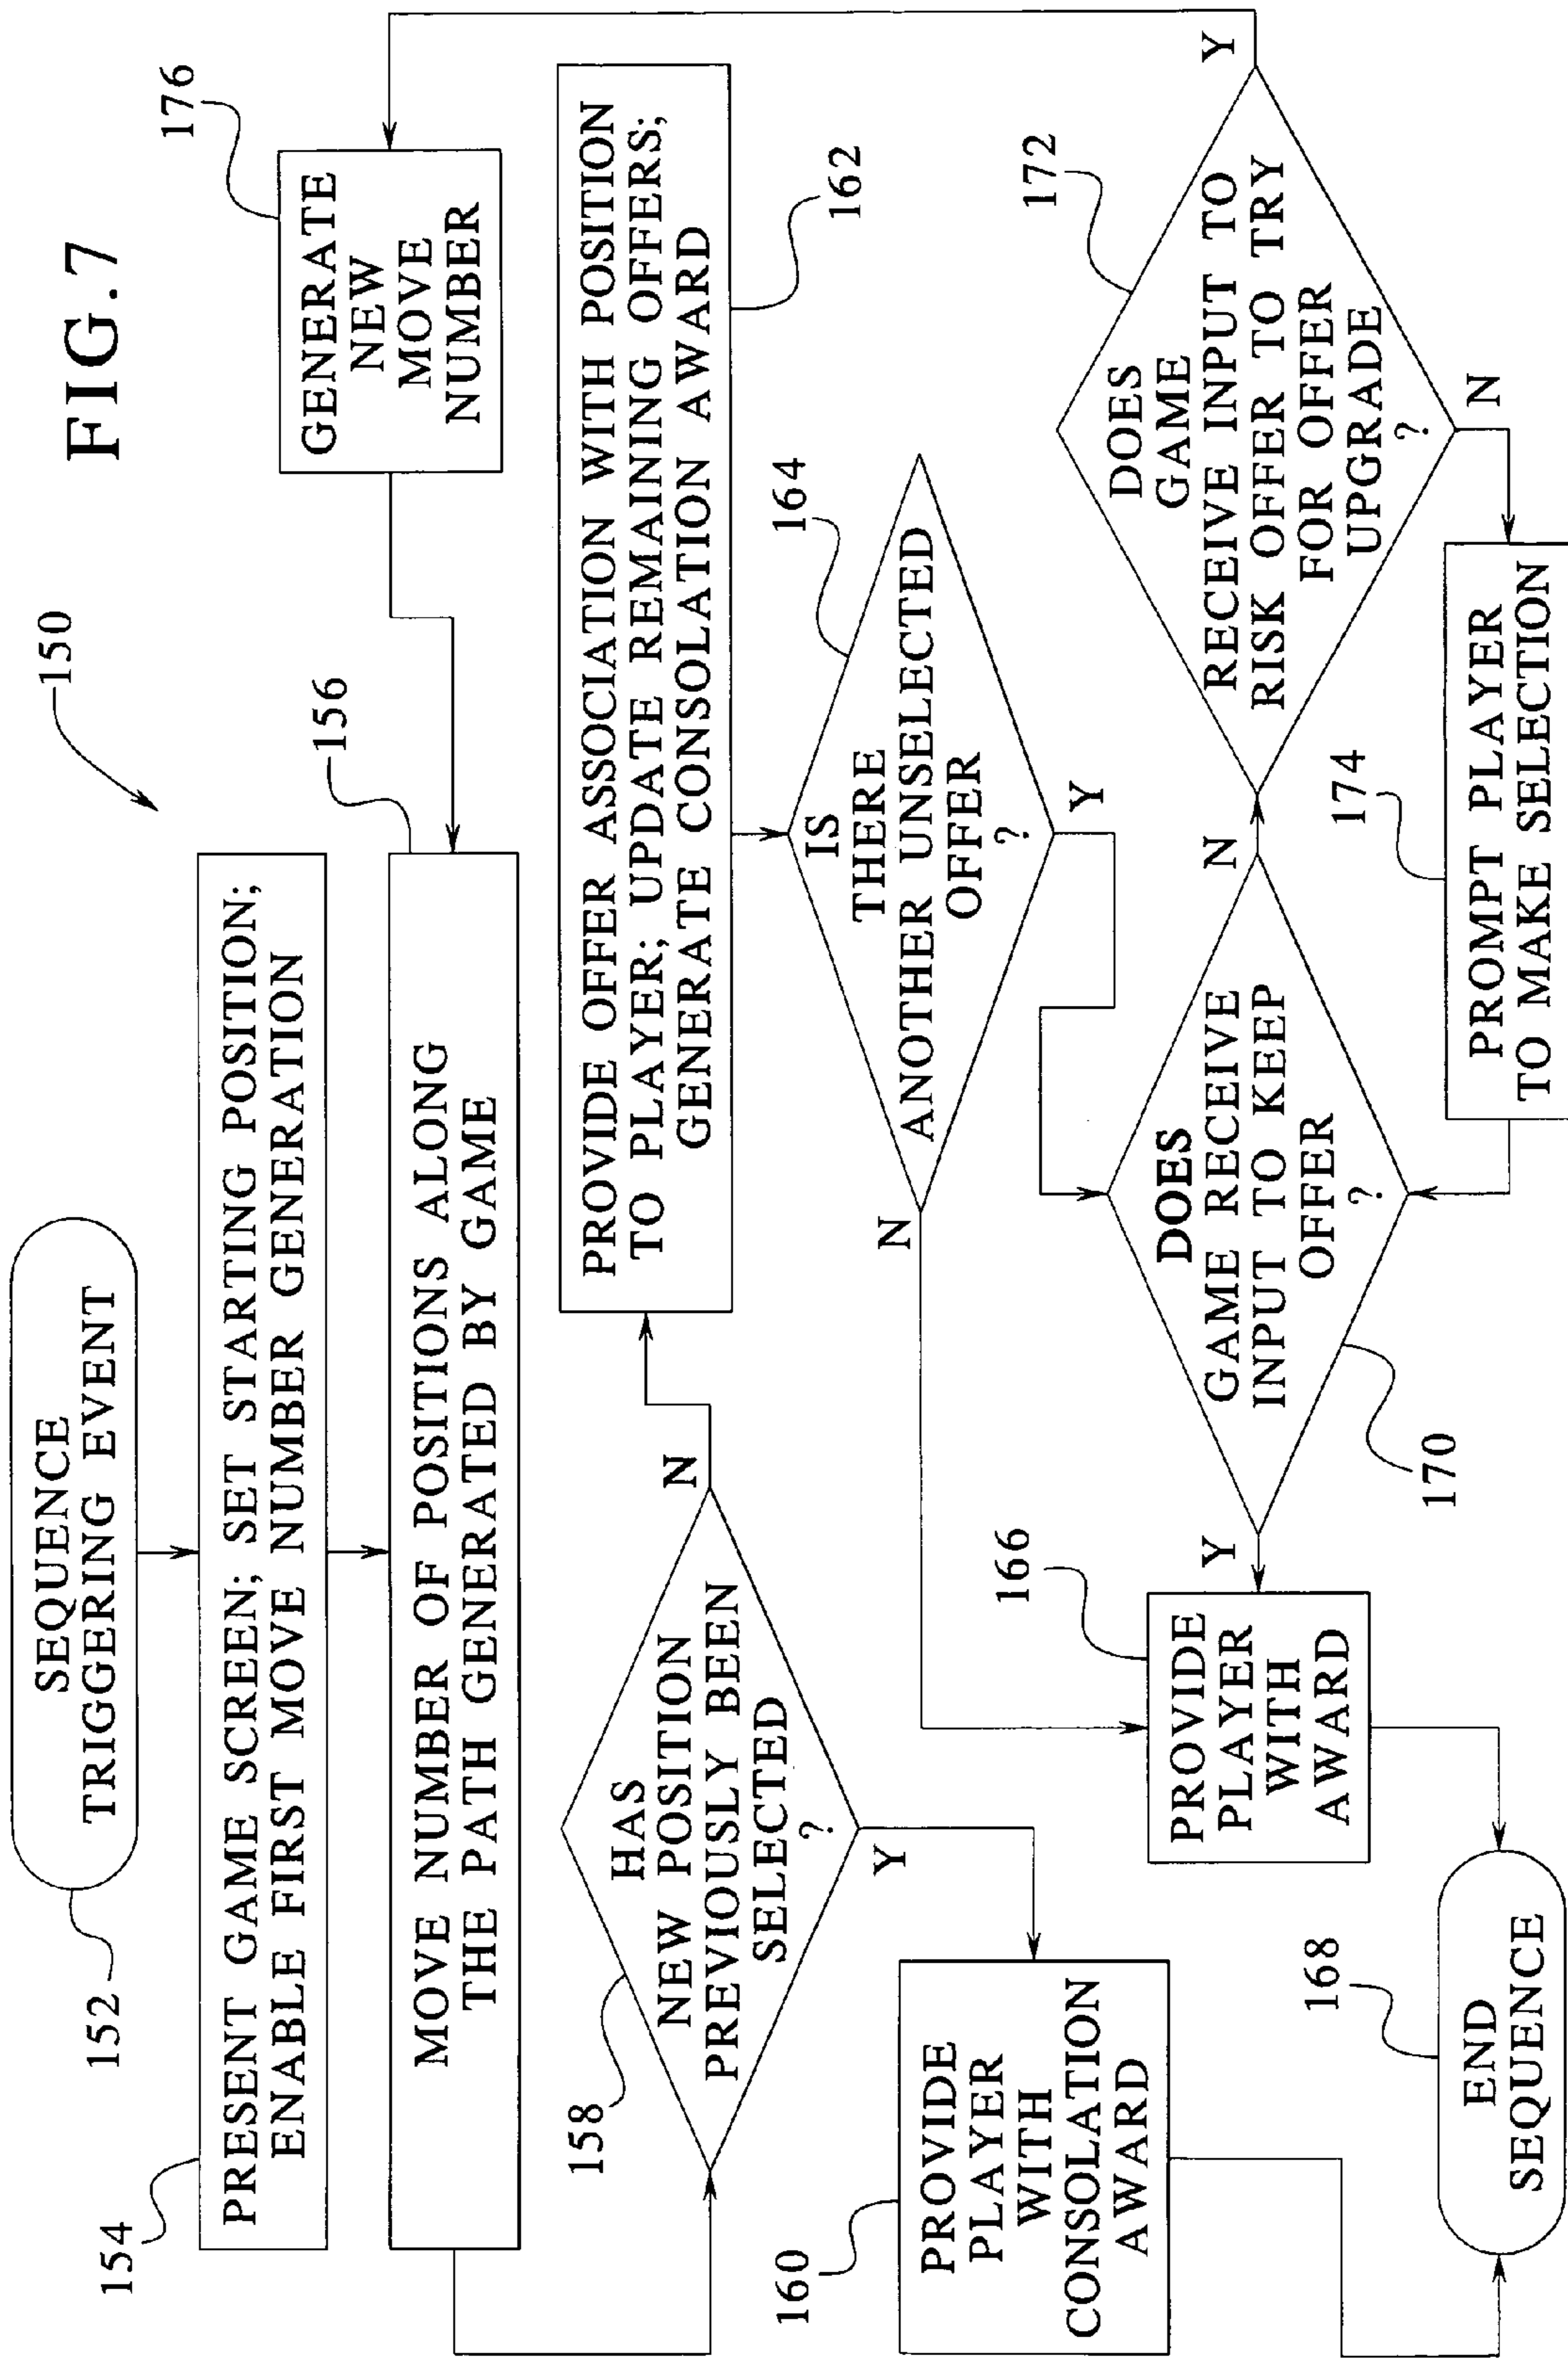 FIG.7
150
152
SEQUENCE
TRIGGERING EVENT
154
PRESENT GAME SCREEN; SET STARTING POSITION;
ENABLE FIRST MOVE NUMBER GENERATION
156
MOVE NUMBER OF POSITIONS ALONG
THE PATH GENERATED BY GAME
176
GENERATE
NEW
MOVE
NUMBER
158
HAS
NEW POSITION
PREVIOUSLY BEEN
SELECTED
?
N
Y
PROVIDE OFFER ASSOCIATION WITH POSITION
TO PLAYER; UPDATE REMAINING OFFERS;
GENERATE CONSOLATION AWARD
162
160
PROVIDE
PLAYER
WITH
CONSOLATION
AWARD
164
IS
THERE
ANOTHER UNSELECTED
OFFER
?
N
Y
166
PROVIDE
PLAYER
WITH
AWARD
Y
DOES
GAME RECEIVE
INPUT TO KEEP
OFFER
?
170
N
172
DOES
GAME
RECEIVE INPUT TO
RISK OFFER TO TRY
FOR OFFER
UPGRADE
?
Y
N
168
END
SEQUENCE
174
PROMPT PLAYER
TO MAKE SELECTION